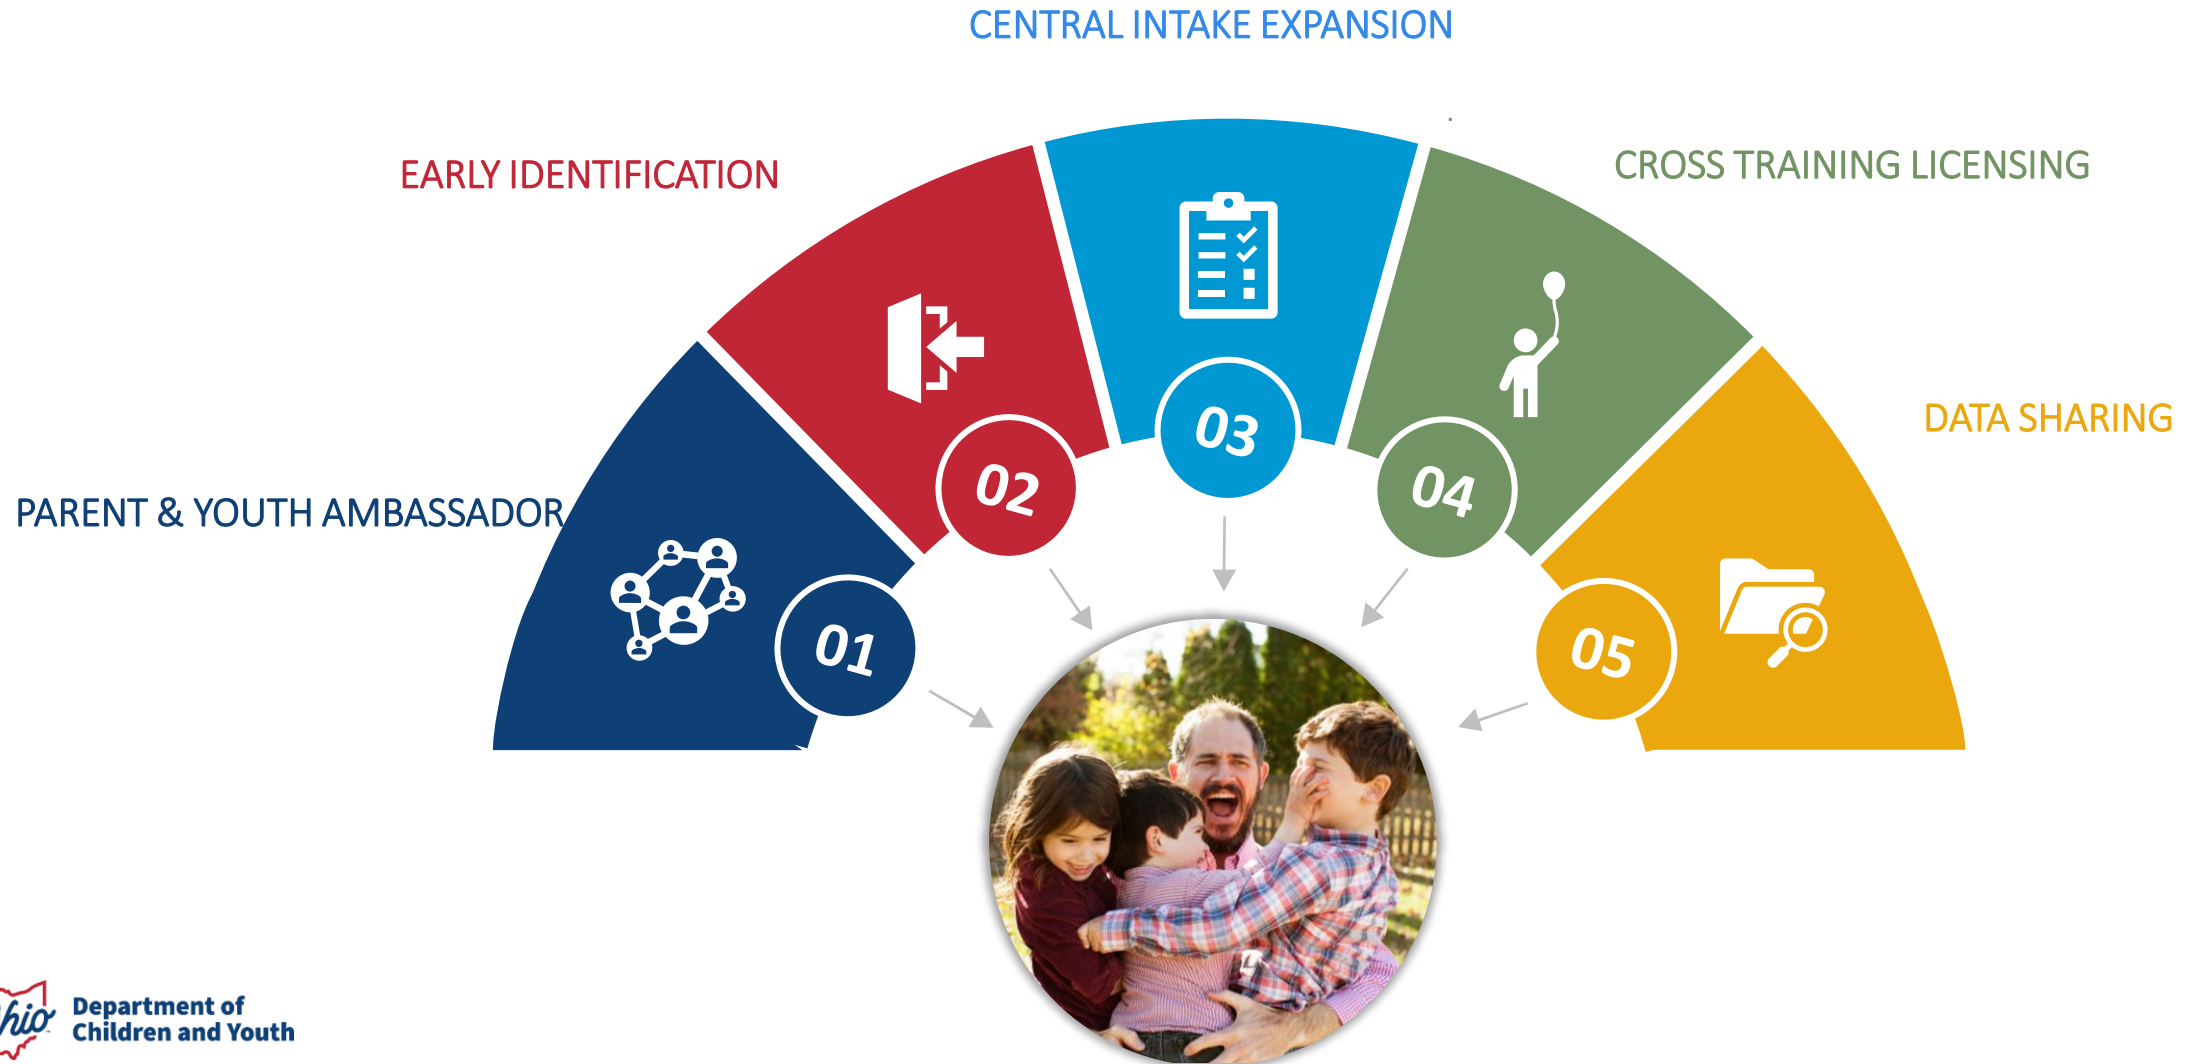 CENTRAL INTAKE EXPANSION
EARLY IDENTIFICATION
CROSS TRAINING LICENSING
DATA SHARING
PARENT & YOUTH AMBASSADOR
01
02
03
04
05
Ohio
Department of
Children and Youth